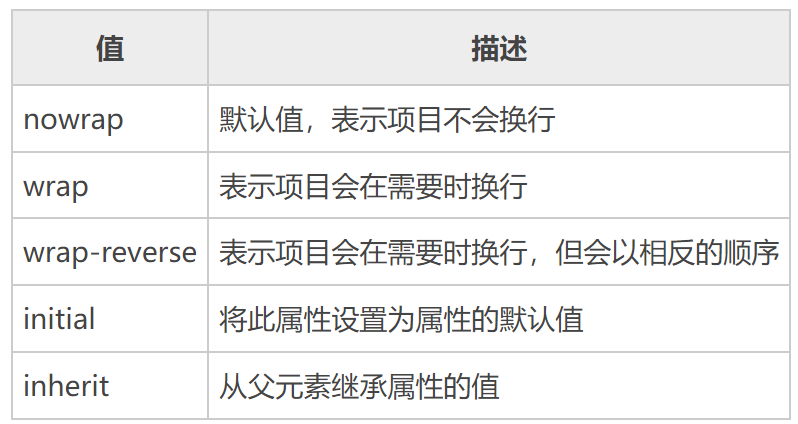 值 描述
nowrap 默认值，表示项目不会换行
wrap 表示项目会在需要时换行
wrap-reverse 表示项目会在需要时换行，但会以相反的顺序
initial 将此属性设置为属性的默认值
inherit 从父元素继承属性的值